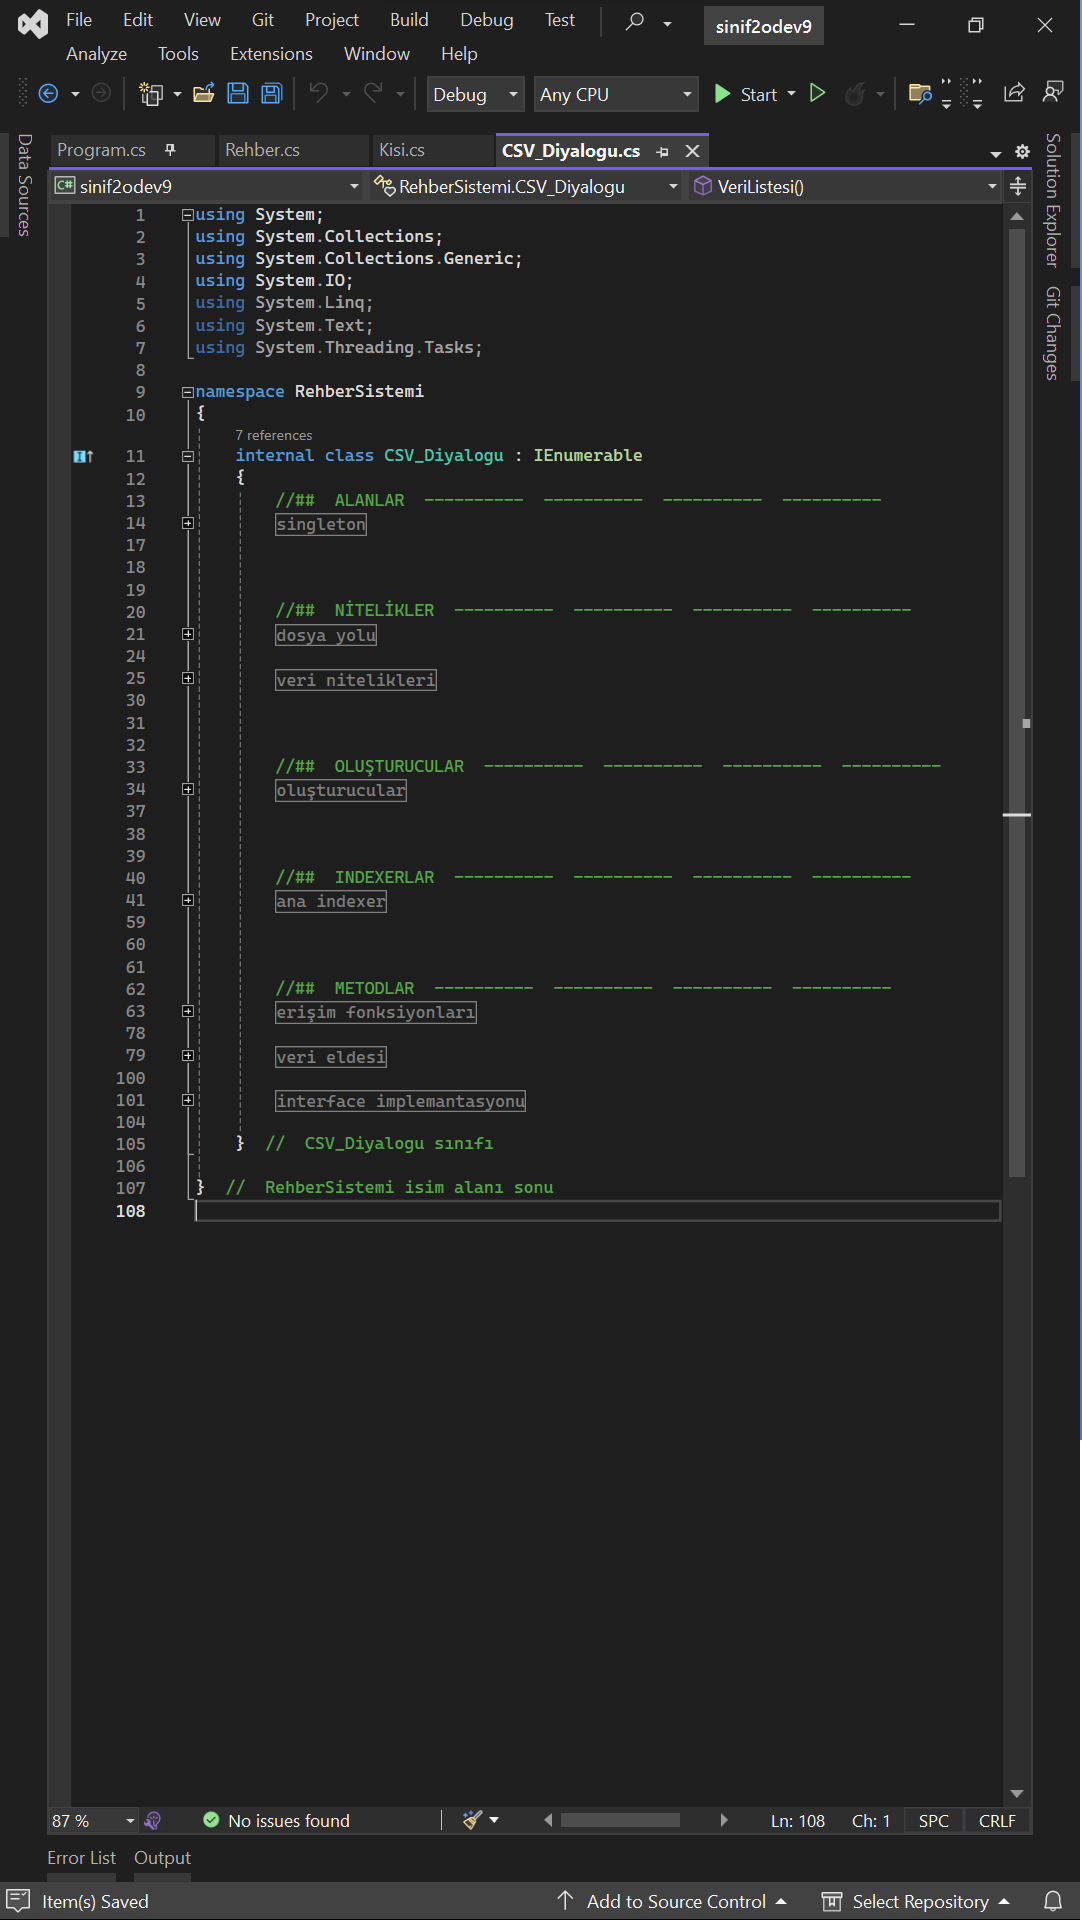 File Edit View Git Project Build Debug Test sinif2odev9
Analyze Tools Extensions Window Help
Debug Any CPU Start
Data Sources
Program.cs Rehber.cs Kisi.cs CSV_Diyalogu.cs
Solution Explorer
Git Changes
C# sinif2odev9 RehberSistemi.CSV_Diyalogu VeriListesi()
1 using System;
2 using System.Collections;
3 using System.Collections.Generic;
4 using System.IO;
5 using System.Linq;
6 using System.Text;
7 using System.Threading.Tasks;
8
9 namespace RehberSistemi
10 {
7 references
11 internal class CSV_Diyalogu : IEnumerable
12 {
13 //## ALANLAR ---------- ---------- ---------- ----------
14 singleton
17
18
19
20 //## NİTELİKLER ---------- ---------- ---------- ----------
21 dosya yolu
24
25 veri nitelikleri
30
31
32
33 //## OLUŞTURUCULAR ---------- ---------- ---------- ----------
34 oluşturucular
37
38
39
40 //## INDEXERLAR ---------- ---------- ---------- ----------
41 ana indexer
59
60
61
62 //## METODLAR ---------- ---------- ---------- ----------
63 erişim fonksiyonları
78
79 veri eldesi
100
101 interface implemantasyonu
104
105 } // CSV_Diyalogu sınıfı
106
107 } // RehberSistemi isim alanı sonu
108
87 % No issues found Ln: 108 Ch: 1 SPC CRLF
Error List Output
Item(s) Saved Add to Source Control Select Repository